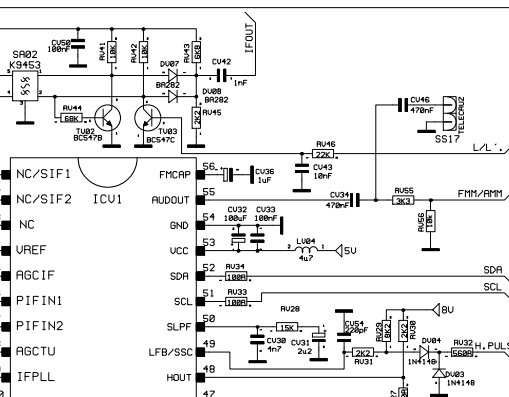 IFOUT
CV50
100nF
RV41
10K
RV42
10K
RV43
6K8
SA02
K9453
DV07
BA282
CV42
1nF
DV08
BA282
RV44
68K
RV45
2K2
TV02
BC547B
TV03
BC547C
CV46
470nF
TELECRUZ
SS17
RV46
22K
L/L'.
CV43
10nF
NC/SIF1
FMCAP
56
CV36
1uF
NC/SIF2
ICV1
AUDOUT
55
CV34
470nF
RV55
3K3
FMM/AMM
NC
GND
54
CV32
100uF
CV33
100nF
RV56
10k
VREF
VCC
53
LV04
4u7
5V
AGCIF
SDA
52
RV34
100R
SDA
PIFIN1
SCL
51
RV33
100R
SCL
PIFIN2
SLPF
50
RV28
15K
CV30
4n7
CV31
2u2
CV54
220pF
RV29
8K2
2K2
RV30
8V
AGCTU
LFB/SSC
49
2K2
RV31
DV04
1N4148
RV32
560R
H.PULS
IFPLL
HOUT
48
DV03
1N4148
47